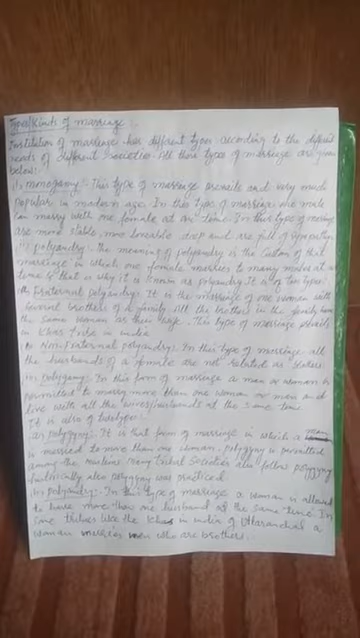 Types/Kinds of marriage :-
Institution of marriage has different types according to the different
needs of different societies. All these types of marriage are given
below:
(i) monogamy:- This type of marriage prevails and very much
popular in modern age. In this type of marriage one male
can marry with one female at one time. In this type of marriage
are more stable, more and are full of sympathy
(ii) polyandry:- the meaning of polyandry is the custom of that
marriage in which one female marries to many males at a
time & that is why it is known as polyandry. It is of two types:
(a) Fraternal polyandry: It is the marriage of one women with
several brothers of a family. All the brothers in the family have
the same woman as their wife. This type of marriage prevails
in Khas tribe in india
(b) Non-fraternal polyandry: In this type of marriage all
the husbands of a female are not related as
(iii) polygamy: In this form of marriage a man or woman is
permitted to marry more than one woman or man and
live with all the wives/husbands at the same time.
It is also of two types:
(a) polygyny: It is that form of marriage in which a man
is married to more than one woman. polygyny is permitted
among the muslims. many tribal societies also follow polygyny
historically also polygyny was practiced.
(b) polyandry:- In this type of marriage a woman is allowed
to have more than one husband at the same time. In
some tribes like the Khas in india of Uttaranchal a
woman marries men who are brothers.